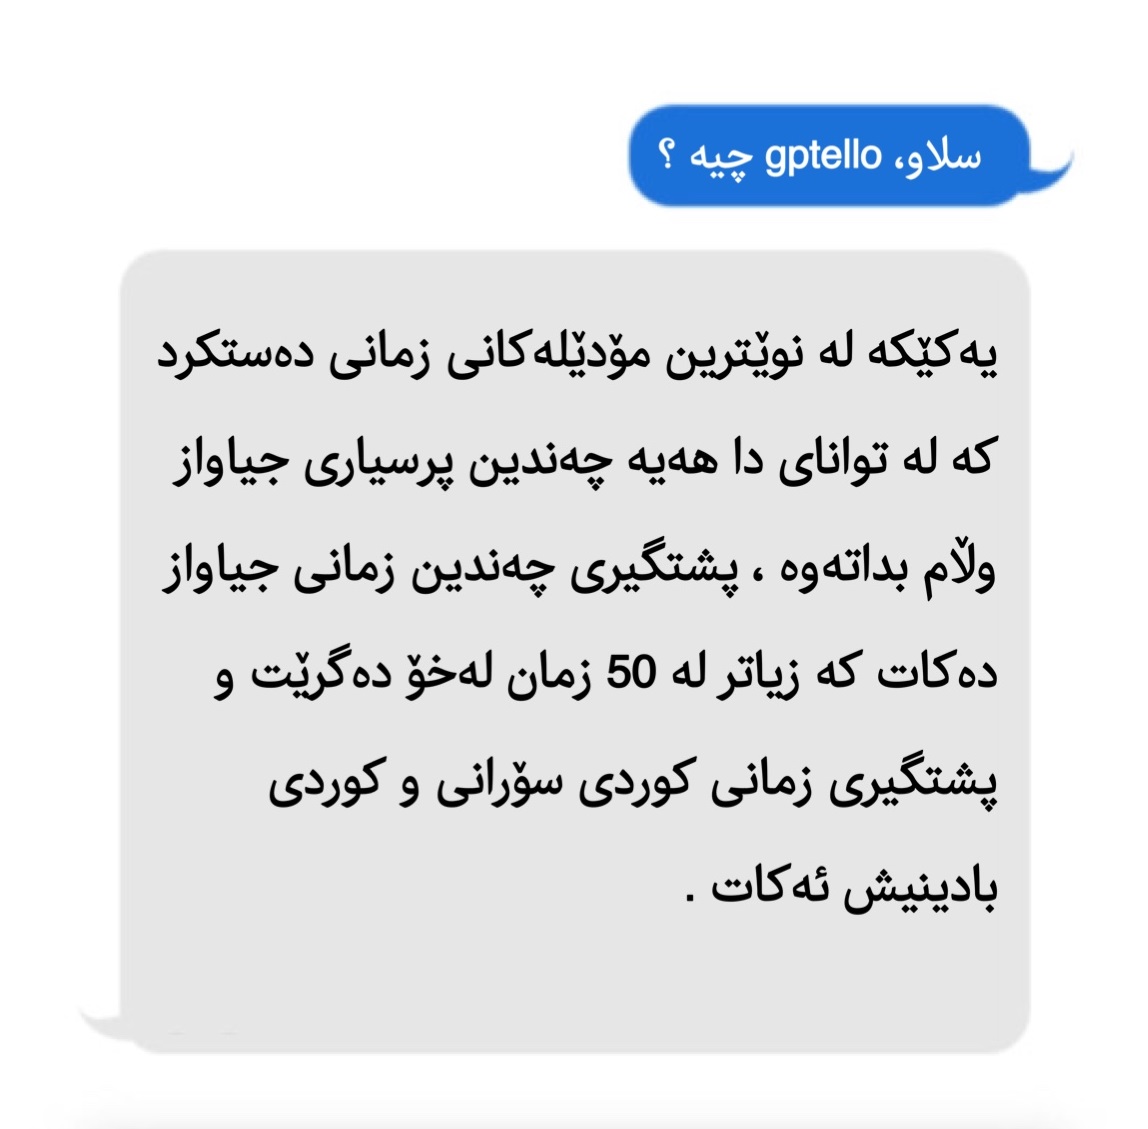 سلاو، gptello چیە ؟
یەکێکە لە نوێترین مۆدێلەکانی زمانی دەستکرد
کە لە توانای دا هەیە چەندین پرسیاری جیاواز
وڵام بداتەوە ، پشتگیری چەندین زمانی جیاواز
دەکات کە زیاتر لە 50 زمان لەخۆ دەگرێت و
پشتگیری زمانی کوردی سۆرانی و کوردی
بادینیش ئەکات .